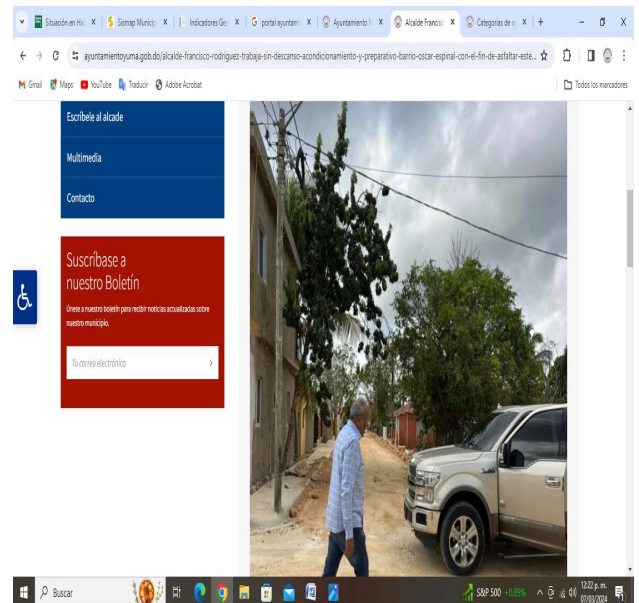 Situación en Ha
Sismap Municip
Indicadores Ges
portal ayuntamie
Ayuntamiento M
Alcalde Francisc
Categorias de a
ayuntamientoyuma.gob.do/alcalde-francisco-rodriguez-trabaja-sin-descanso-acondicionamiento-y-preparativo-barrio-oscar-espinal-con-el-fin-de-asfaltar-este...
Gmail
Maps
YouTube
Traducir
Adobe Acrobat
Todos los marcadores
Escríbele al alcade
Multimedia
Contacto
Suscríbase a
nuestro Boletín
Únete a nuestro boletín para recibir noticias actualizadas sobre
nuestro municipio.
Tu correo electrónico
Buscar
S&P 500 +0,89%
12:22 p. m.
07/03/2024